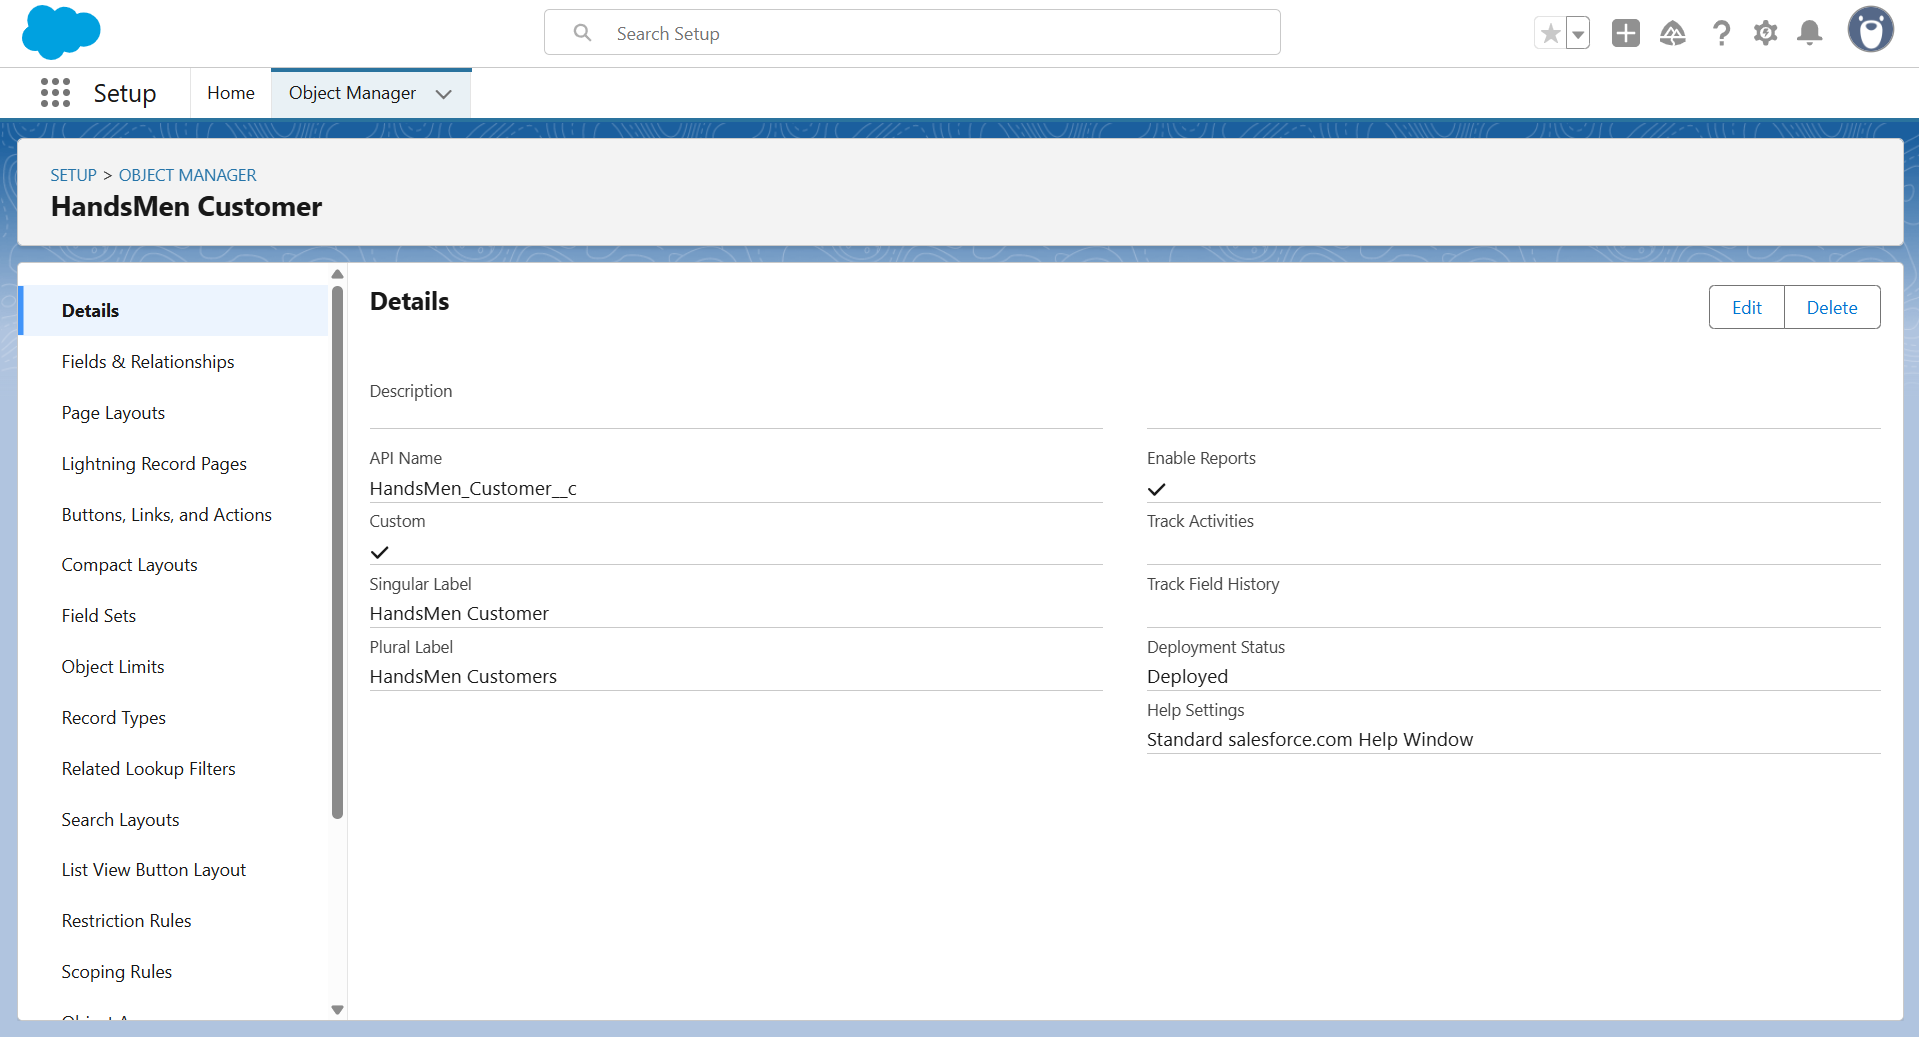 Search Setup
Setup
Home
Object Manager
SETUP > OBJECT MANAGER
HandsMen Customer
Details
Fields & Relationships
Page Layouts
Lightning Record Pages
Buttons, Links, and Actions
Compact Layouts
Field Sets
Object Limits
Record Types
Related Lookup Filters
Search Layouts
List View Button Layout
Restriction Rules
Scoping Rules
Details
Edit
Delete
Description
API Name
HandsMen_Customer__c
Custom
Singular Label
HandsMen Customer
Plural Label
HandsMen Customers
Enable Reports
Track Activities
Track Field History
Deployment Status
Deployed
Help Settings
Standard salesforce.com Help Window